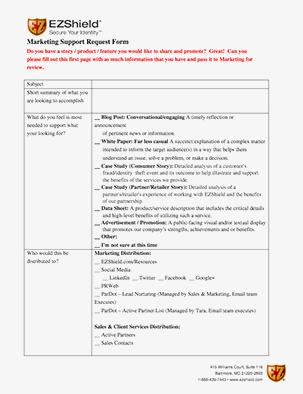 EZShield™
Secure Your Identity™
Marketing Support Request Form
Do you have a story / product / feature you would like to share and promote? Great! Can you
please fill out this first page with as much information that you have and pass it to Marketing for
review.
Subject
Short summary of what you
are looking to accomplish
What do you feel is most
needed to support what
your looking for?
__ Blog Post: Conversational/engaging A timely reflection or
announcement
of pertinent news or information.
__ White Paper: Far less casual A succinct explanation of a complex matter
intended to inform the target audience(s) in a way that helps them
understand an issue, solve a problem, or make a decision.
__ Case Study (Consumer Story): Detailed analysis of a customer's
fraud/identity theft event and its outcome to help illustrate and support
the benefits of the services we provide.
__ Case Study (Partner/Retailer Story): Detailed analysis of a
partner's/retailer's experience of working with EZShield and the benefits
of our partnership.
__ Data Sheet: A product/service description that includes the critical details
and high-level benefits of utilizing such a service.
__ Advertisement / Promotion: A public-facing visual and/or textual display
that promotes our company's strengths, achievements and/or benefits.
__ Other:
__ I'm not sure at this time
Who would this be
distributed to?
Marketing Distribution:
__ EZShield.com/Resources
__ Social Media
__ LinkedIn __ Twitter __ Facebook __ Google+
__ PRWeb
__ ParDot – Lead Nurturing (Managed by Sales & Marketing, Email team
Executes)
__ ParDot – Active Partner List (Managed by Tara, Email team executes)
Sales & Client Services Distribution:
__ Active Partners
__ Sales Contacts
Baltimore, MD
www.ezshield.com